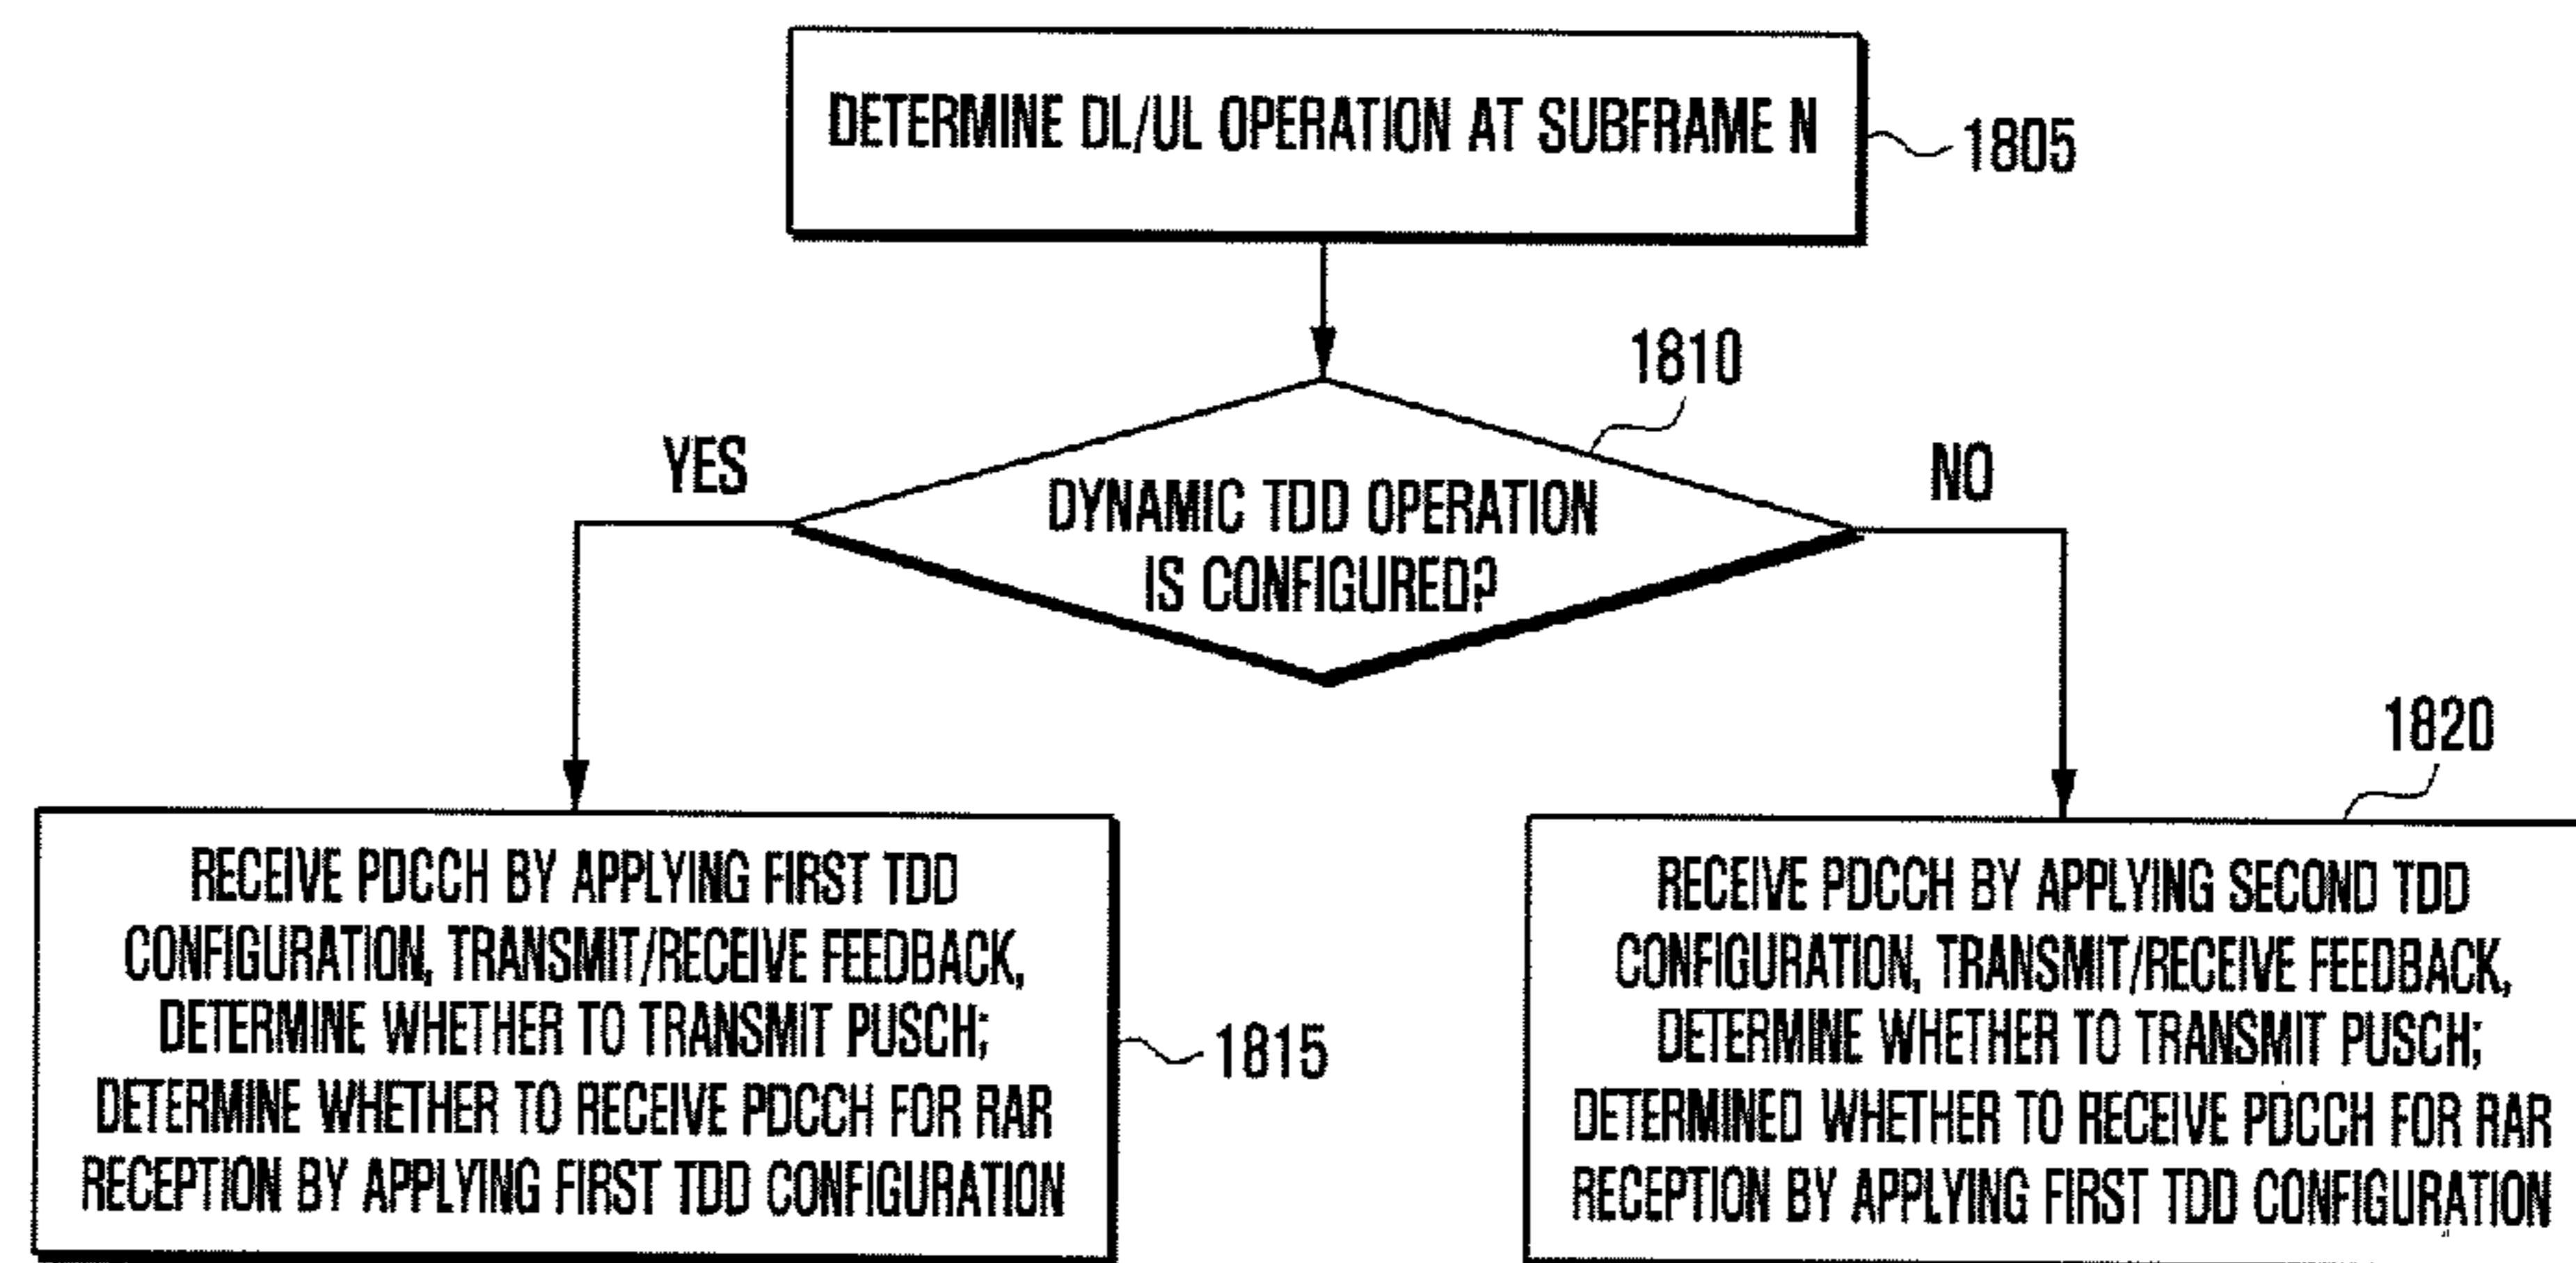 DETERMINE DL/UL OPERATION AT SUBFRAME N
1805
1810
YES
NO
DYNAMIC TDD OPERATION
IS CONFIGURED?
1820
RECEIVE PDCCH BY APPLYING FIRST TDD
CONFIGURATION, TRANSMIT/RECEIVE FEEDBACK,
DETERMINE WHETHER TO TRANSMIT PUSCH;
DETERMINE WHETHER TO RECEIVE PDCCH FOR RAR
RECEPTION BY APPLYING FIRST TDD CONFIGURATION
1815
RECEIVE PDCCH BY APPLYING SECOND TDD
CONFIGURATION, TRANSMIT/RECEIVE FEEDBACK,
DETERMINE WHETHER TO TRANSMIT PUSCH;
DETERMINED WHETHER TO RECEIVE PDCCH FOR RAR
RECEPTION BY APPLYING FIRST TDD CONFIGURATION